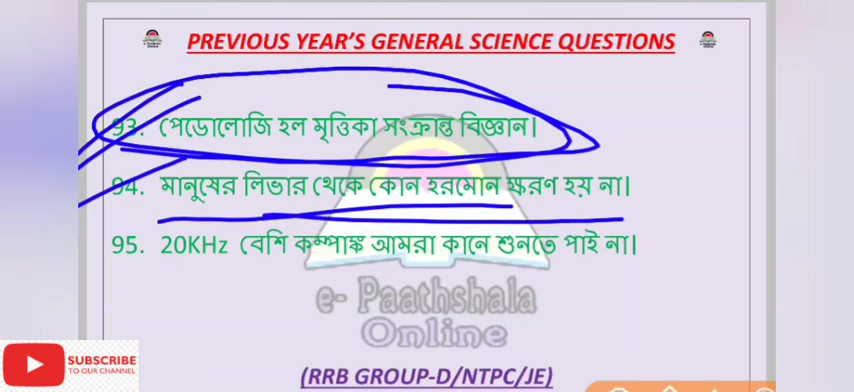 PREVIOUS YEAR'S GENERAL SCIENCE QUESTIONS
93. পেডোলোজি হল মৃত্তিকা সংক্রান্ত বিজ্ঞান।
94. মানুষের লিভার থেকে কোন হরমোন ক্ষরণ হয় না।
95. 20KHz বেশি কম্পাঙ্ক আমরা কানে শুনতে পাই না।
e- Paathshala
Online
SUBSCRIBE
TO OUR CHANNEL
(RRB GROUP-D/NTPC/JE)